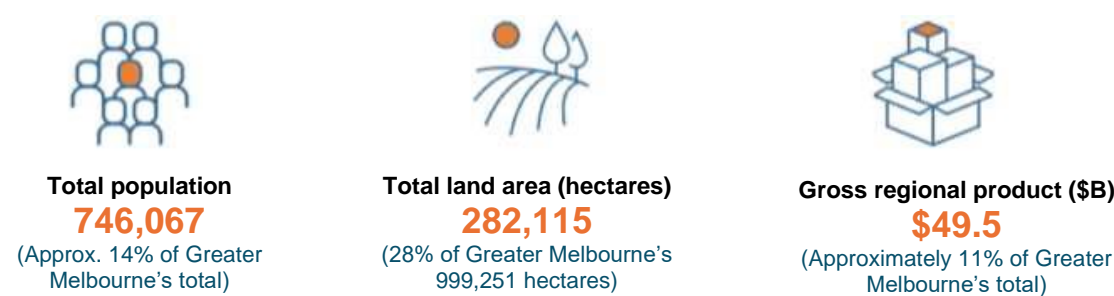 Total population
746,067
(Approx. 14% of Greater
Melbourne's total)
Total land area (hectares)
282,115
(28% of Greater Melbourne's
999,251 hectares)
Gross regional product ($B)
$49.5
(Approximately 11% of Greater
Melbourne's total)